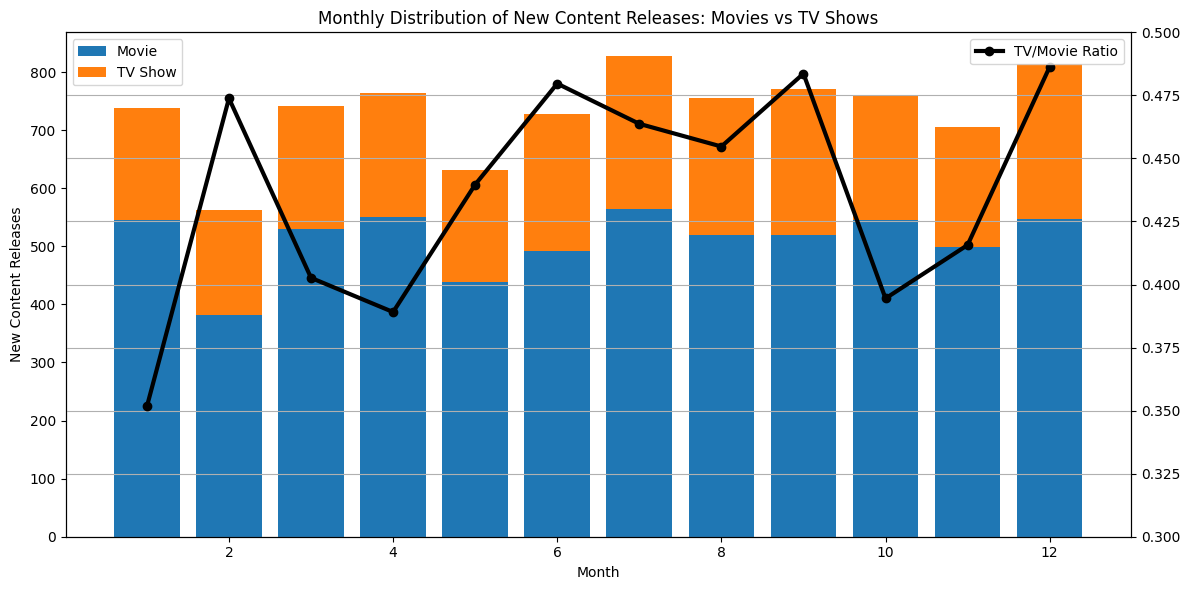 Monthly Distribution of New Content Releases: Movies vs TV Shows
Movie
TV Show
TV/Movie Ratio
New Content Releases
800
700
600
500
400
300
200
100
0
0.500
0.475
0.450
0.425
0.400
0.375
0.350
0.325
0.300
2 4 6 8 10 12
Month